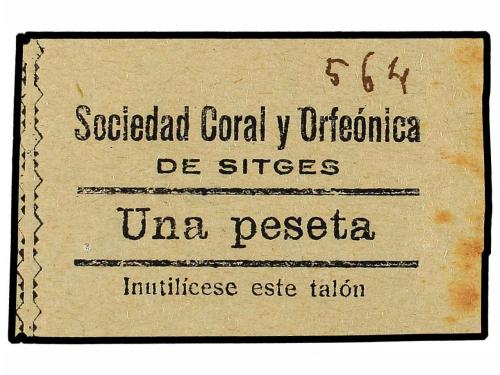 564
Sociedad Coral y Orfeónica
DE SITGES
Una peseta
Inutilícese este talón